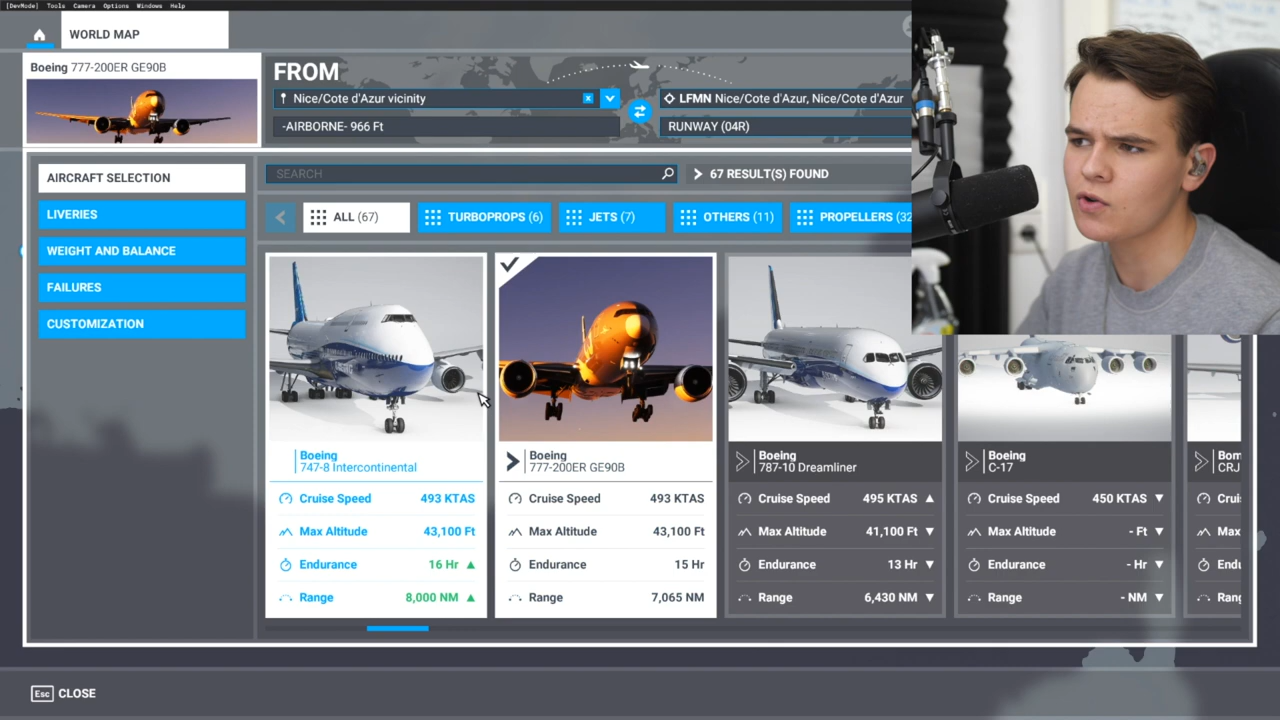 [DevMode] Tools Camera Options Windows Help
WORLD MAP
Boeing 777-200ER GE90B
FROM
Nice/Cote d'Azur vicinity
x
LFMN Nice/Cote d'Azur, Nice/Cote d'Azur
-AIRBORNE- 966 Ft
RUNWAY (04R)
AIRCRAFT SELECTION
LIVERIES
WEIGHT AND BALANCE
FAILURES
CUSTOMIZATION
SEARCH
67 RESULT(S) FOUND
ALL (67)
TURBOPROPS (6)
JETS (7)
OTHERS (11)
PROPELLERS (32
Boeing
747-8 Intercontinental
Cruise Speed 493 KTAS
Max Altitude 43,100 Ft
Endurance 16 Hr
Range 8,000 NM
Boeing
777-200ER GE90B
Cruise Speed 493 KTAS
Max Altitude 43,100 Ft
Endurance 15 Hr
Range 7,065 NM
Boeing
787-10 Dreamliner
Cruise Speed 495 KTAS
Max Altitude 41,100 Ft
Endurance 13 Hr
Range 6,430 NM
Boeing
C-17
Cruise Speed 450 KTAS
Max Altitude - Ft
Endurance - Hr
Range - NM
Bom
CRJ
Crui
Max
Endu
Rang
Esc CLOSE